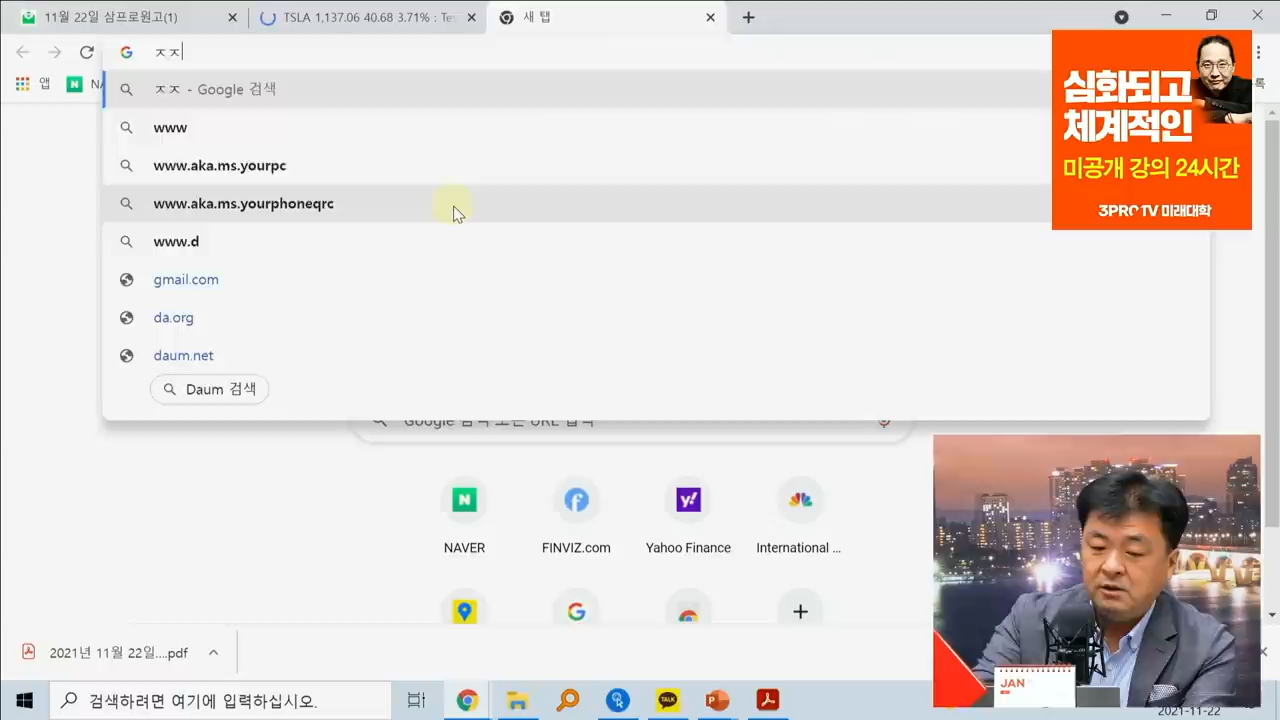 11월 22일 삼프로원고(1)
TSLA 1,137.06 40.68 3.71% : Te
새 탭
ㅈㅈ
앱
ㅈㅈ - Google 검색
www
www.aka.ms.yourpc
www.aka.ms.yourphoneqrc
www.d
gmail.com
da.org
daum.net
Daum 검색
심화되고
체계적인
미공개 강의 24시간
3PRO TV 미래대학
NAVER
FINVIZ.com
Yahoo Finance
International ...
JAN
2021년 11월 22일....pdf
검색하려면 여기에 입력하십시오.
TALK
2021-11-22